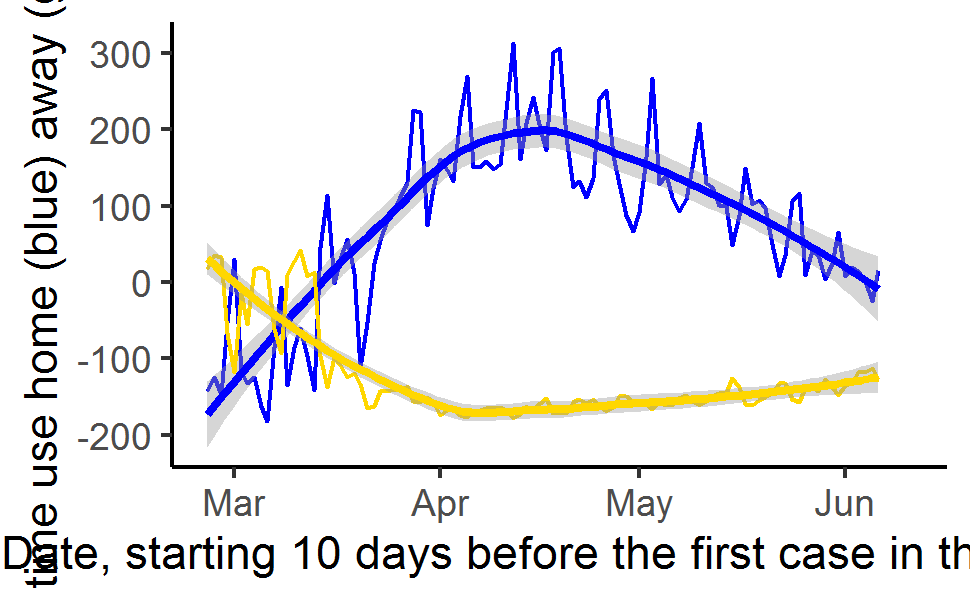 time use home (blue) away (g
300
200
100
0
-100
-200
Mar Apr May Jun
Date, starting 10 days before the first case in th